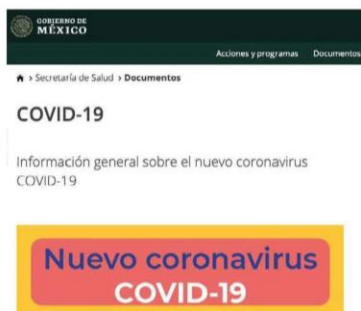 GOBIERNO DE
MÉXICO
Acciones y programas Documentos
> Secretaría de Salud > Documentos
COVID-19
Información general sobre el nuevo coronavirus
COVID-19
Nuevo coronavirus
COVID-19